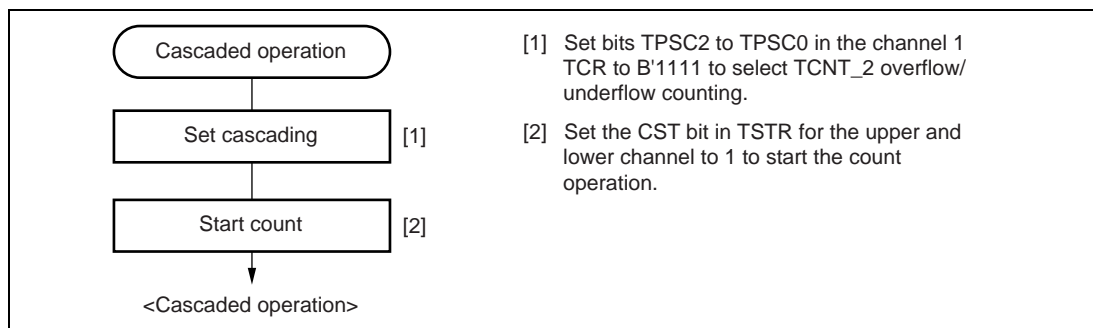 Cascaded operation
Set cascading [1]
Start count [2]
<Cascaded operation>
[1] Set bits TPSC2 to TPSC0 in the channel 1
TCR to B'1111 to select TCNT_2 overflow/
underflow counting.
[2] Set the CST bit in TSTR for the upper and
lower channel to 1 to start the count
operation.